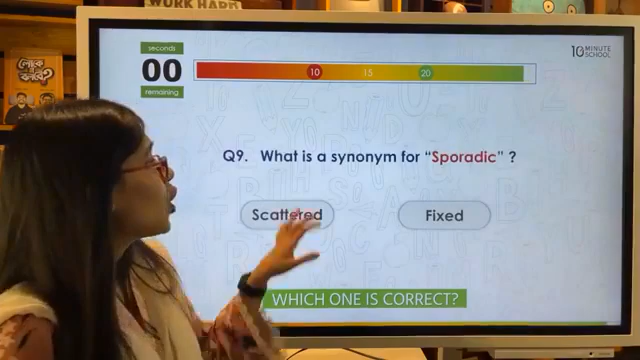 WORK HARD
seconds
00
remaining
10
15
20
10 MINUTE
SCHOOL
Q9. What is a synonym for “Sporadic” ?
Scattered
Fixed
WHICH ONE IS CORRECT?